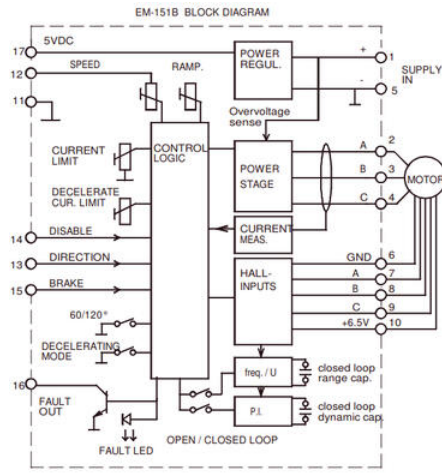 EM-151B BLOCK DIAGRAM
17
5VDC
12
SPEED
RAMP.
11
POWER
REGUL.
+
1
-
5
SUPPLY
IN
Overvoltage
sense
CURRENT
LIMIT
CONTROL
LOGIC
DECELERATE
CUR. LIMIT
POWER
STAGE
A
2
B
3
C
4
MOTOR
CURRENT
MEAS.
14
DISABLE
13
DIRECTION
15
BRAKE
HALL-
INPUTS
GND
6
A
7
B
8
C
9
+6.5V
10
60/120°
DECELERATING
MODE
16
FAULT
OUT
FAULT LED
freq. / U
closed loop
range cap.
P.I.
closed loop
dynamic cap.
OPEN / CLOSED LOOP